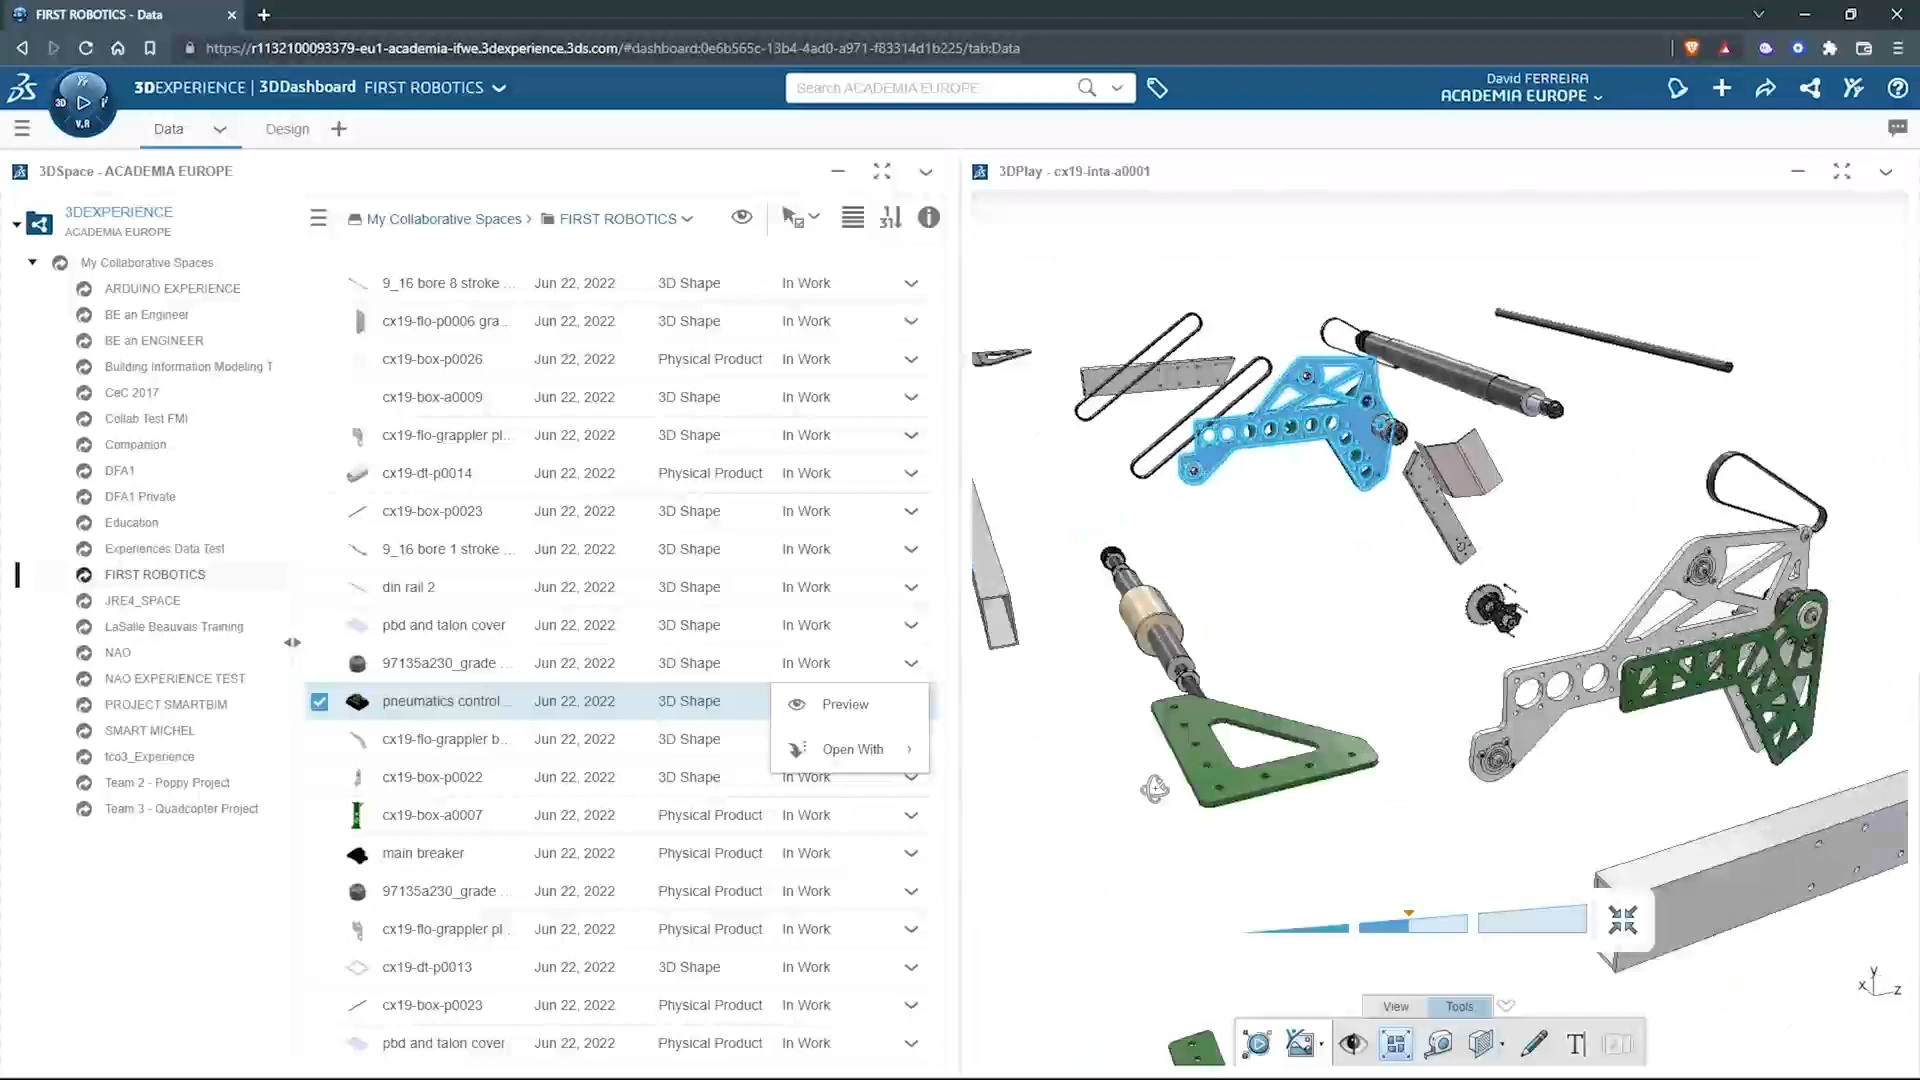 FIRST ROBOTICS - Data
https://r1132100093379-eu1-academia-ifwe.3dexperience.3ds.com/#dashboard:0e6b565c-13b4-4ad0-a971-f83314d1b225/tab:Data
3D
V.R
3DEXPERIENCE | 3DDashboard FIRST ROBOTICS
Search ACADEMIA EUROPE
David FERREIRA
ACADEMIA EUROPE
Data
Design
3DSpace - ACADEMIA EUROPE
3DPlay - cx19-inta-a0001
3DEXPERIENCE
ACADEMIA EUROPE
My Collaborative Spaces
ARDUINO EXPERIENCE
BE an Engineer
BE an ENGINEER
Building Information Modeling T
CeC 2017
Collab Test FMI
Companion
DFA1
DFA1 Private
Education
Experiences Data Test
FIRST ROBOTICS
JRE4_SPACE
LaSalle Beauvais Training
NAO
NAO EXPERIENCE TEST
PROJECT SMARTBIM
SMART MICHEL
tco3_Experience
Team 2 - Poppy Project
Team 3 - Quadcopter Project
My Collaborative Spaces > FIRST ROBOTICS
9_16 bore 8 stroke ... Jun 22, 2022 3D Shape In Work
cx19-flo-p0006 gra... Jun 22, 2022 3D Shape In Work
cx19-box-p0026 Jun 22, 2022 Physical Product In Work
cx19-box-a0009 Jun 22, 2022 3D Shape In Work
cx19-flo-grappler pl... Jun 22, 2022 3D Shape In Work
cx19-dt-p0014 Jun 22, 2022 Physical Product In Work
cx19-box-p0023 Jun 22, 2022 3D Shape In Work
9_16 bore 1 stroke ... Jun 22, 2022 3D Shape In Work
din rail 2 Jun 22, 2022 3D Shape In Work
pbd and talon cover Jun 22, 2022 3D Shape In Work
97135a230_grade ... Jun 22, 2022 3D Shape In Work
pneumatics control ... Jun 22, 2022 3D Shape
Preview
Open With
cx19-flo-grappler b... Jun 22, 2022 3D Shape
cx19-box-p0022 Jun 22, 2022 3D Shape In Work
cx19-box-a0007 Jun 22, 2022 Physical Product In Work
main breaker Jun 22, 2022 Physical Product In Work
97135a230_grade ... Jun 22, 2022 Physical Product In Work
cx19-flo-grappler pl... Jun 22, 2022 Physical Product In Work
cx19-dt-p0013 Jun 22, 2022 3D Shape In Work
cx19-box-p0023 Jun 22, 2022 Physical Product In Work
pbd and talon cover Jun 22, 2022 Physical Product In Work
y
x
z
View
Tools